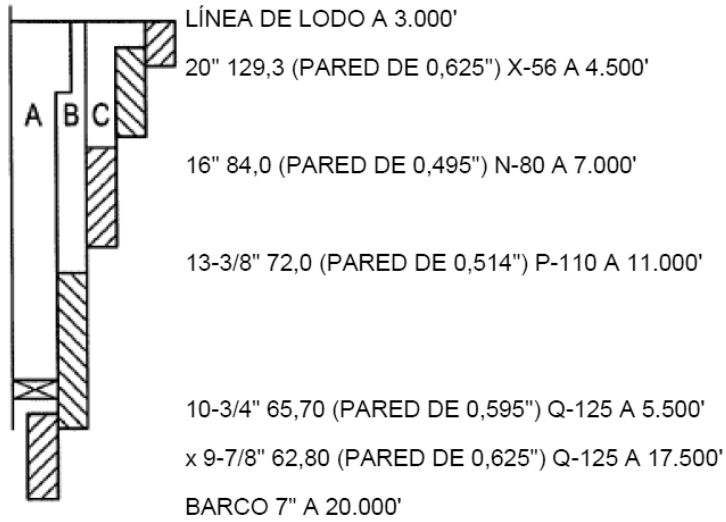 LÍNEA DE LODO A 3.000'
20" 129,3 (PARED DE 0,625") X-56 A 4.500'
A B C
16" 84,0 (PARED DE 0,495") N-80 A 7.000'
13-3/8" 72,0 (PARED DE 0,514") P-110 A 11.000'
10-3/4" 65,70 (PARED DE 0,595") Q-125 A 5.500'
x 9-7/8" 62,80 (PARED DE 0,625") Q-125 A 17.500'
BARCO 7" A 20.000'